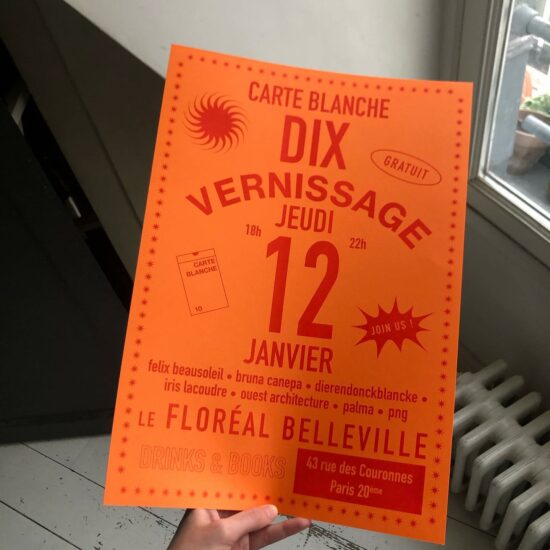 CARTE BLANCHE
DIX
GRATUIT
VERNISSAGE
JEUDI
18h 22h
12
CARTE
BLANCHE
10
JOIN US !
JANVIER
felix beausoleil • bruna canepa • dierendonckblancke •
iris lacoudre • ouest architecture • palma • png
LE FLORÉAL BELLEVILLE
DRINKS & BOOKS
43 rue des Couronnes
Paris 20ème